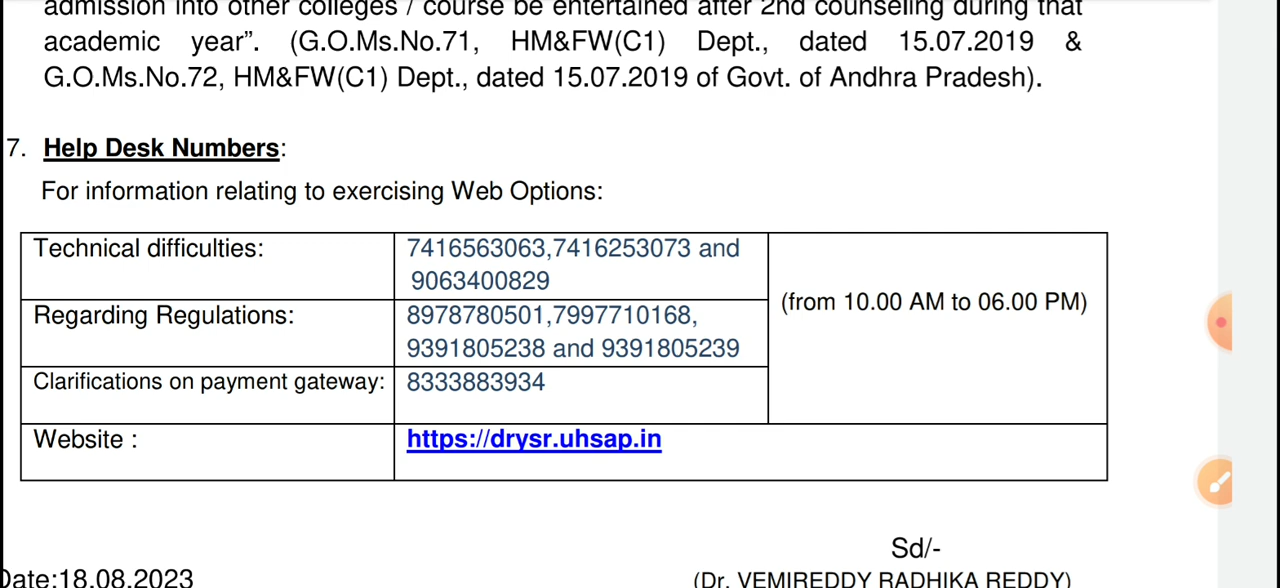 admission into other colleges / course be entertained after 2nd counseling during that
academic year”. (G.O.Ms.No.71, HM&FW(C1) Dept., dated 15.07.2019 &
G.O.Ms.No.72, HM&FW(C1) Dept., dated 15.07.2019 of Govt. of Andhra Pradesh).
7. Help Desk Numbers:
For information relating to exercising Web Options:
Technical difficulties:
7416563063,7416253073 and
9063400829
(from 10.00 AM to 06.00 PM)
Regarding Regulations:
8978780501,7997710168,
9391805238 and 9391805239
Clarifications on payment gateway:
8333883934
Website :
https://drysr.uhsap.in
Sd/-
Date:18.08.2023
(Dr. VEMIREDDY RADHIKA REDDY)